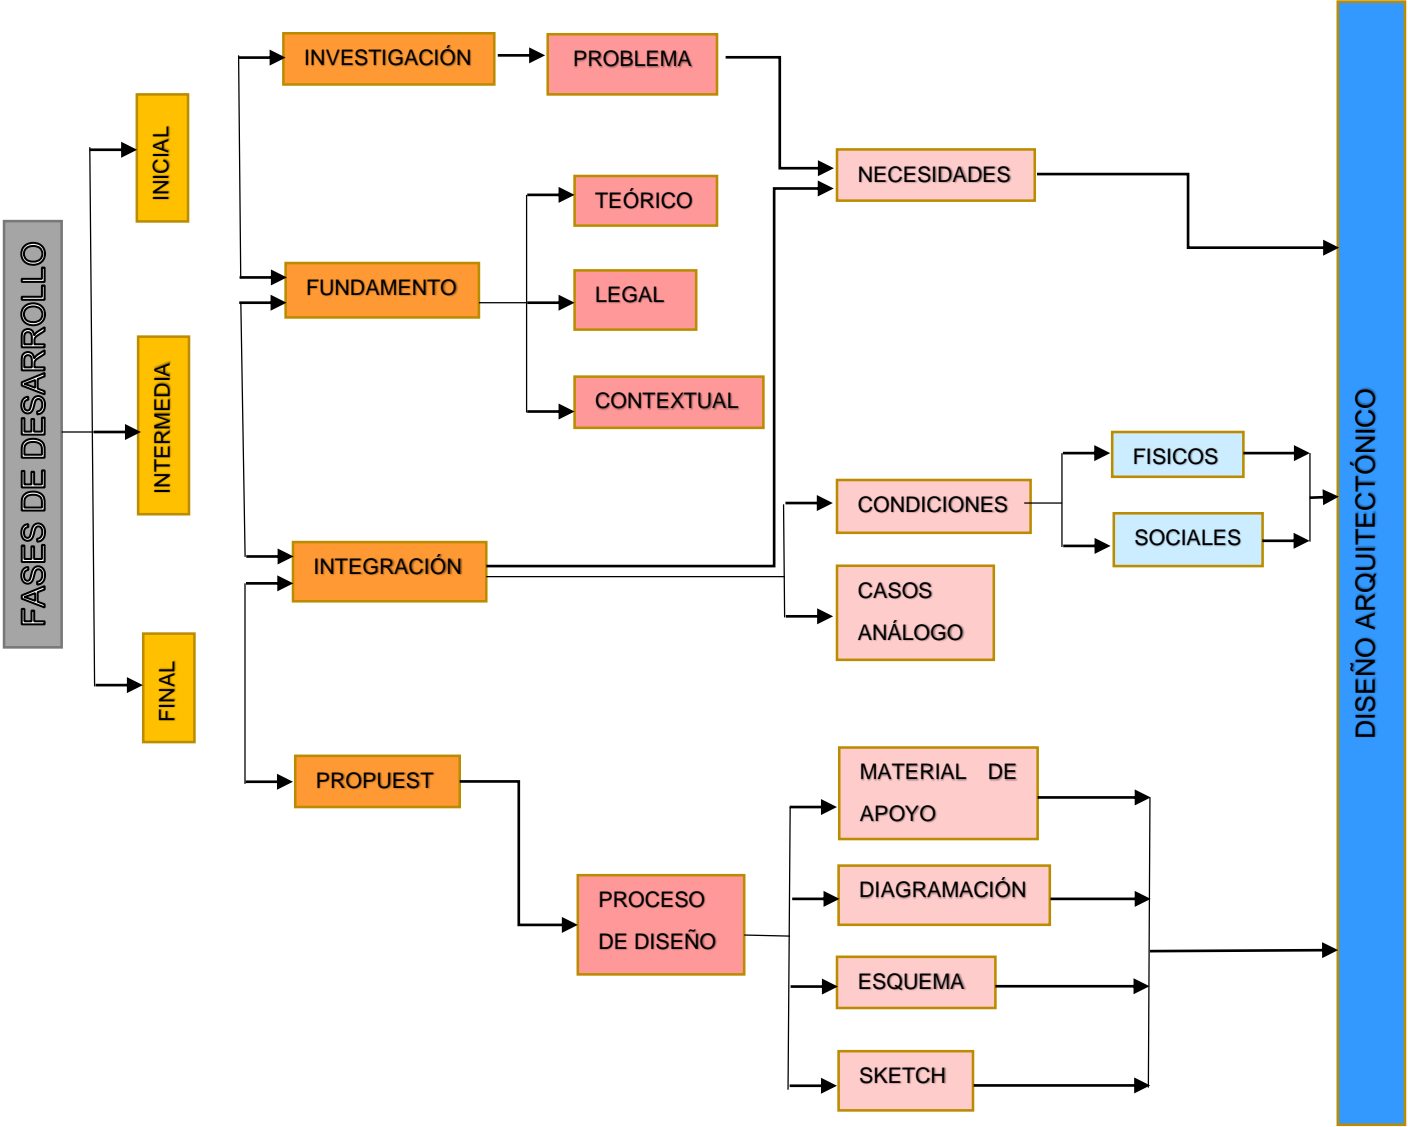 FASES DE DESARROLLO
INICIAL
INTERMEDIA
FINAL
INVESTIGACIÓN
FUNDAMENTO
INTEGRACIÓN
PROPUEST
PROBLEMA
TEÓRICO
LEGAL
CONTEXTUAL
PROCESO
DE DISEÑO
NECESIDADES
CONDICIONES
CASOS
ANÁLOGO
MATERIAL DE
APOYO
DIAGRAMACIÓN
ESQUEMA
SKETCH
FISICOS
SOCIALES
DISEÑO ARQUITECTÓNICO